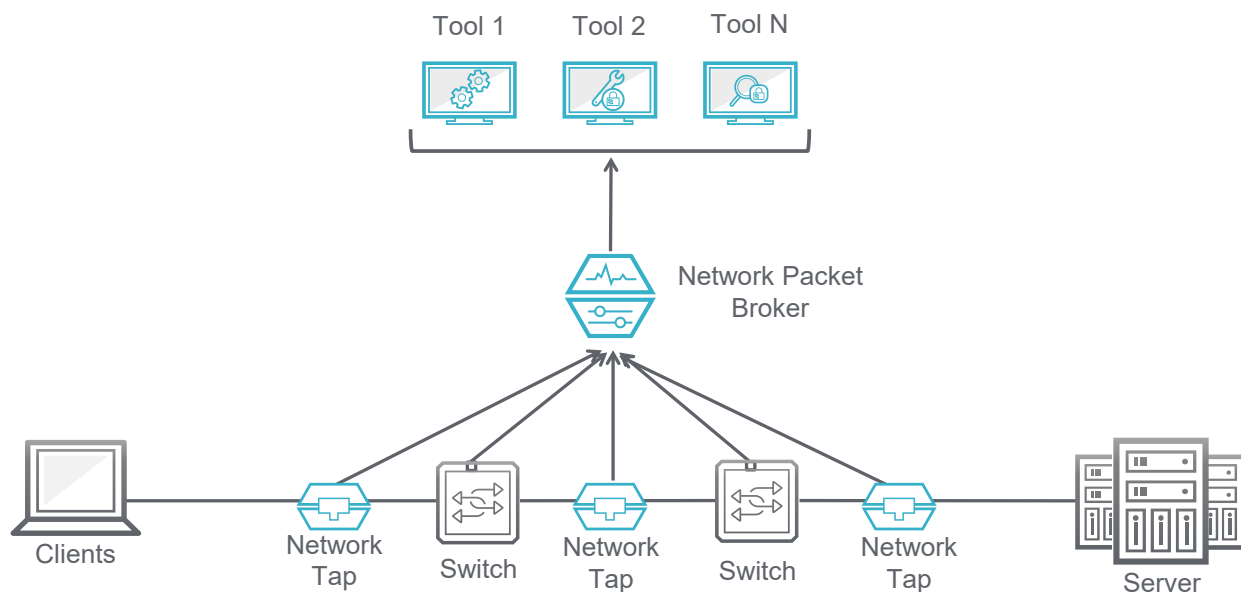 Tool 1
Tool 2
Tool N
Network Packet
Broker
Clients
Network
Tap
Switch
Network
Tap
Switch
Network
Tap
Server